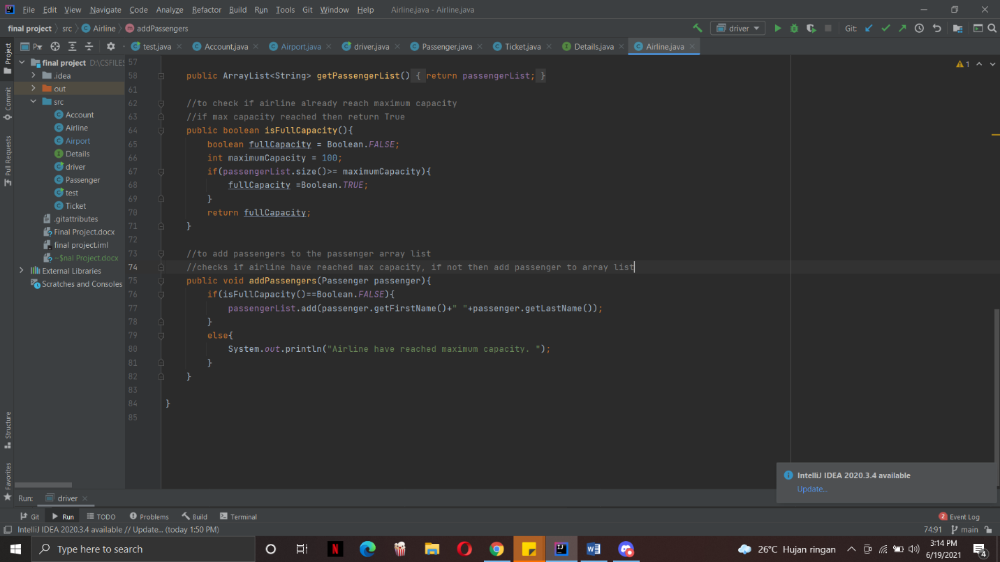 File Edit View Navigate Code Analyze Refactor Build Run Tools Git Window Help Airline.java - Airline.java
final project src Airline addPassengers driver Git:
Project
Commit
Pull Requests
Structure
Favorites
test.java Account.java Airport.java driver.java Passenger.java Ticket.java Details.java Airline.java
final project D:\CSFILES
.idea
out
src
Account
Airline
Airport
Details
driver
Passenger
test
Ticket
.gitattributes
Final Project.docx
final project.iml
~$nal Project.docx
External Libraries
Scratches and Consoles
57
58 public ArrayList<String> getPassengerList() { return passengerList; }
61
62 //to check if airline already reach maximum capacity
63 //if max capacity reached then return True
64 public boolean isFullCapacity(){
65 boolean fullCapacity = Boolean.FALSE;
66 int maximumCapacity = 100;
67 if(passengerList.size()>= maximumCapacity){
68 fullCapacity =Boolean.TRUE;
69 }
70 return fullCapacity;
71 }
72
73 //to add passengers to the passenger array list
74 //checks if airline have reached max capacity, if not then add passenger to array list
75 public void addPassengers(Passenger passenger){
76 if(isFullCapacity()==Boolean.FALSE){
77 passengerList.add(passenger.getFirstName()+" "+passenger.getLastName());
78 }
79 else{
80 System.out.println("Airline have reached maximum capacity. ");
81 }
82 }
83
84 }
85
1
IntelliJ IDEA 2020.3.4 available
Update...
Run: driver
Git Run TODO Problems Build Terminal 2 Event Log
IntelliJ IDEA 2020.3.4 available // Update... (today 1:50 PM) 74:91 main
Type here to search 26°C Hujan ringan 3:14 PM
6/19/2021 4